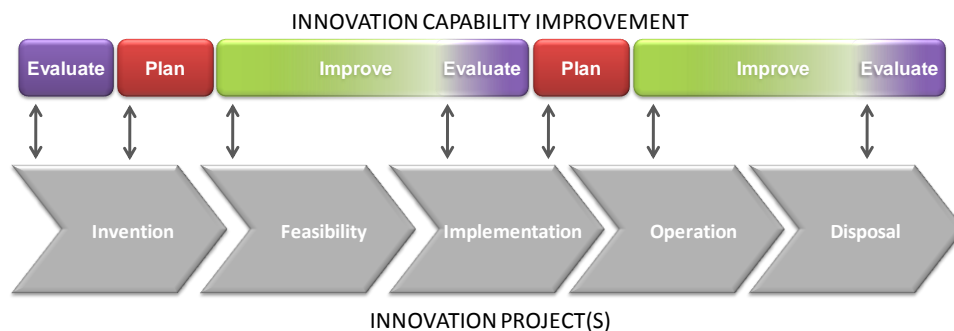 INNOVATION CAPABILITY IMPROVEMENT
Evaluate Plan Improve Evaluate Plan Improve Evaluate
Invention Feasibility Implementation Operation Disposal
INNOVATION PROJECT(S)